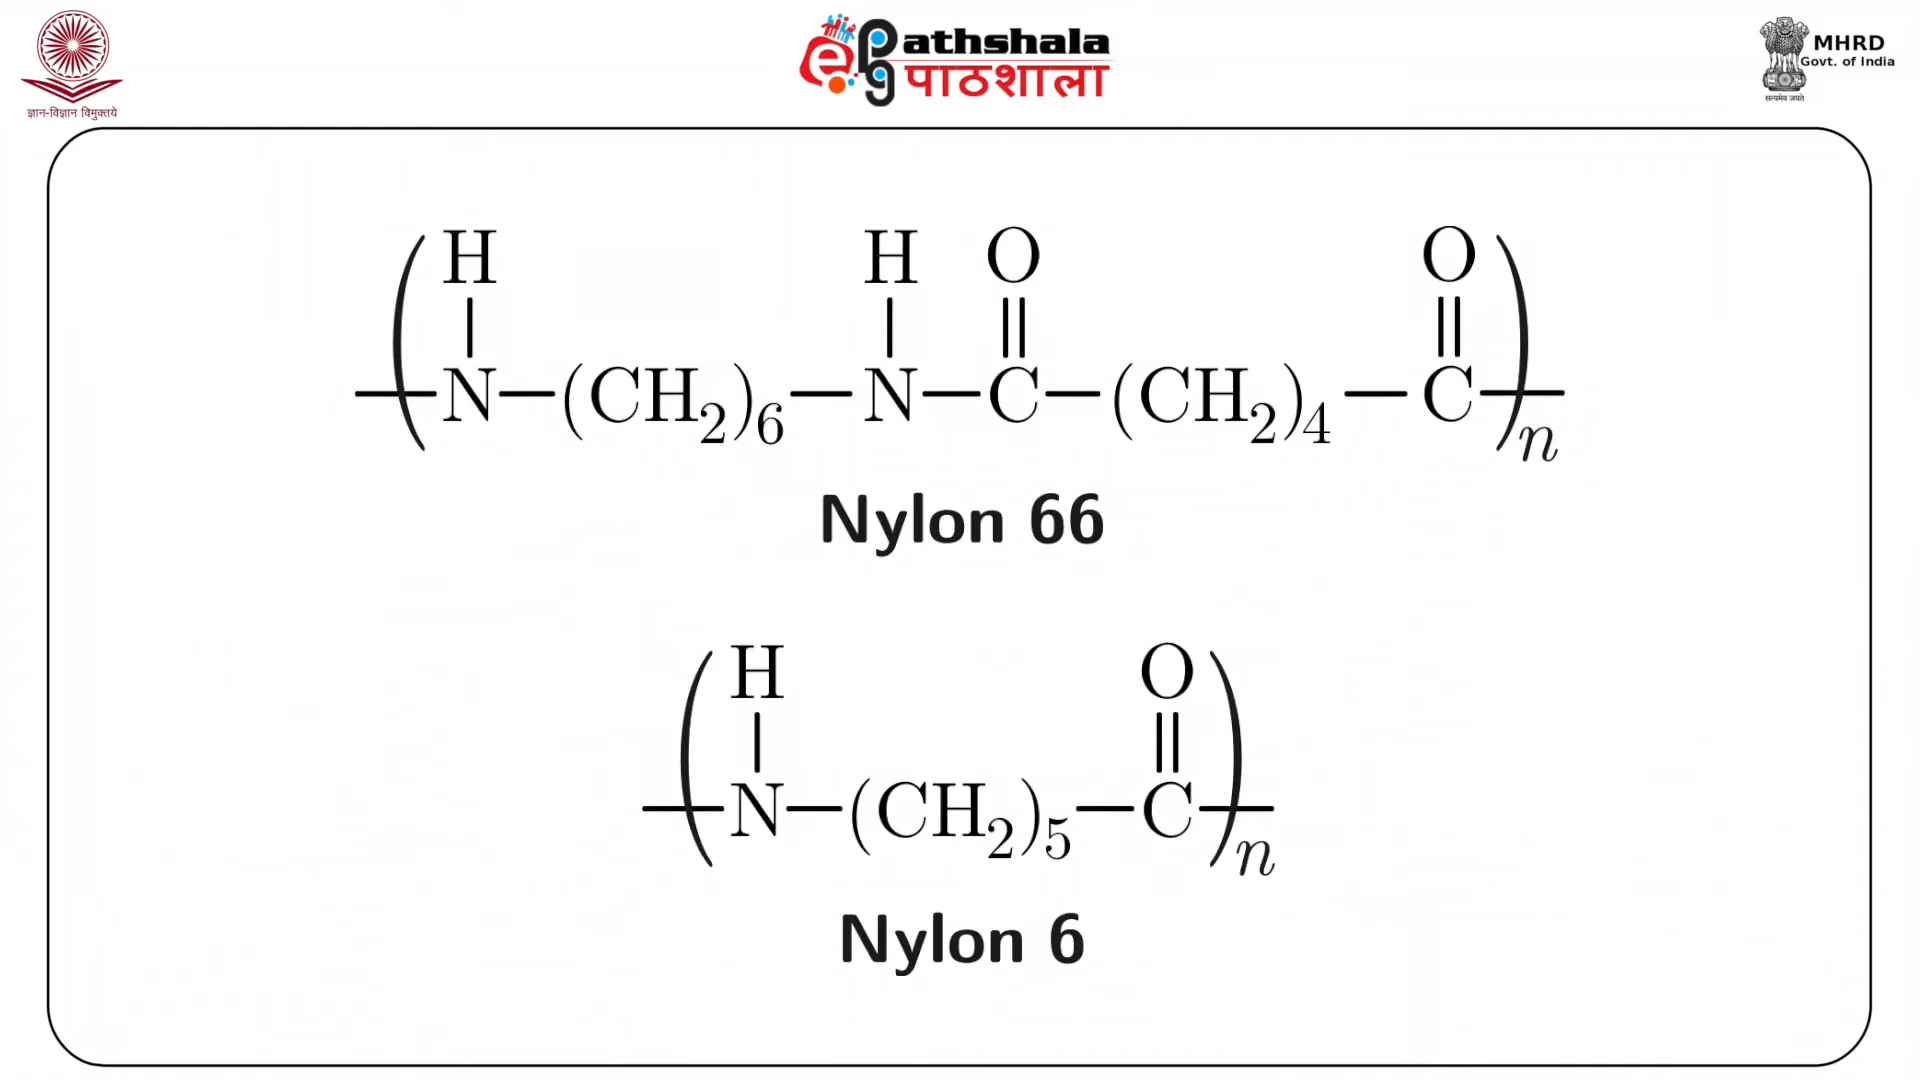 ज्ञान-विज्ञान विमुक्तये
ePathshala
पाठशाला
MHRD
Govt. of India
सत्यमेव जयते
H H O O
N (CH2)6 N C (CH2)4 C n
Nylon 66
H O
N (CH2)5 C n
Nylon 6